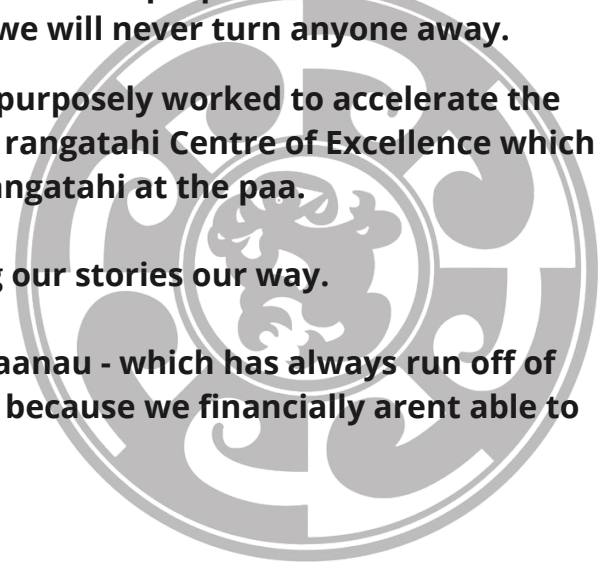 we will never turn anyone away.
purposely worked to accelerate the
rangatahi Centre of Excellence which
ngatahi at the paa.
our stories our way.
aanau - which has always run off of
because we financially arent able to